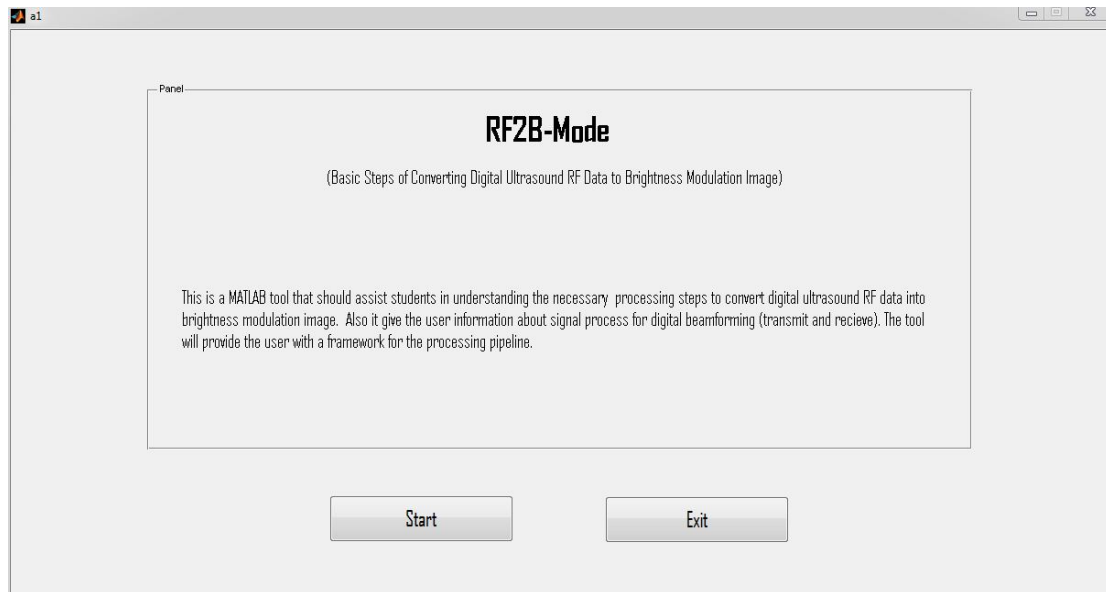 a1
Panel
RF2B-Mode
(Basic Steps of Converting Digital Ultrasound RF Data to Brightness Modulation Image)
This is a MATLAB tool that should assist students in understanding the necessary processing steps to convert digital ultrasound RF data into
brightness modulation image. Also it give the user information about signal process for digital beamforming (transmit and recieve). The tool
will provide the user with a framework for the processing pipeline.
Start
Exit